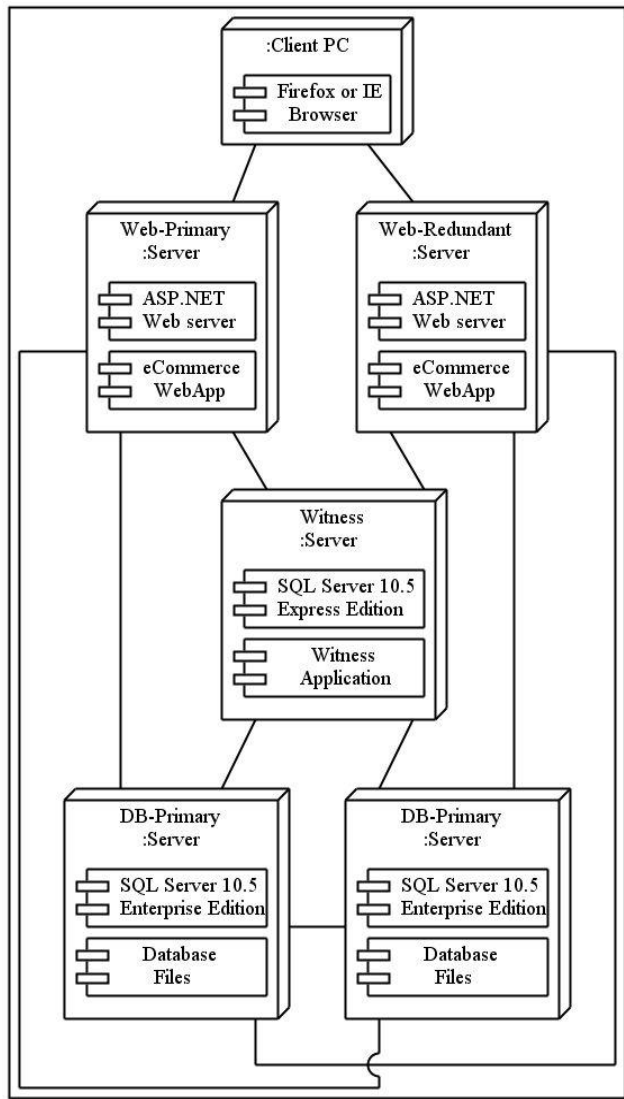 :Client PC
Firefox or IE
Browser
Web-Primary
:Server
ASP.NET
Web server
eCommerce
WebApp
Web-Redundant
:Server
ASP.NET
Web server
eCommerce
WebApp
Witness
:Server
SQL Server 10.5
Express Edition
Witness
Application
DB-Primary
:Server
SQL Server 10.5
Enterprise Edition
Database
Files
DB-Primary
:Server
SQL Server 10.5
Enterprise Edition
Database
Files